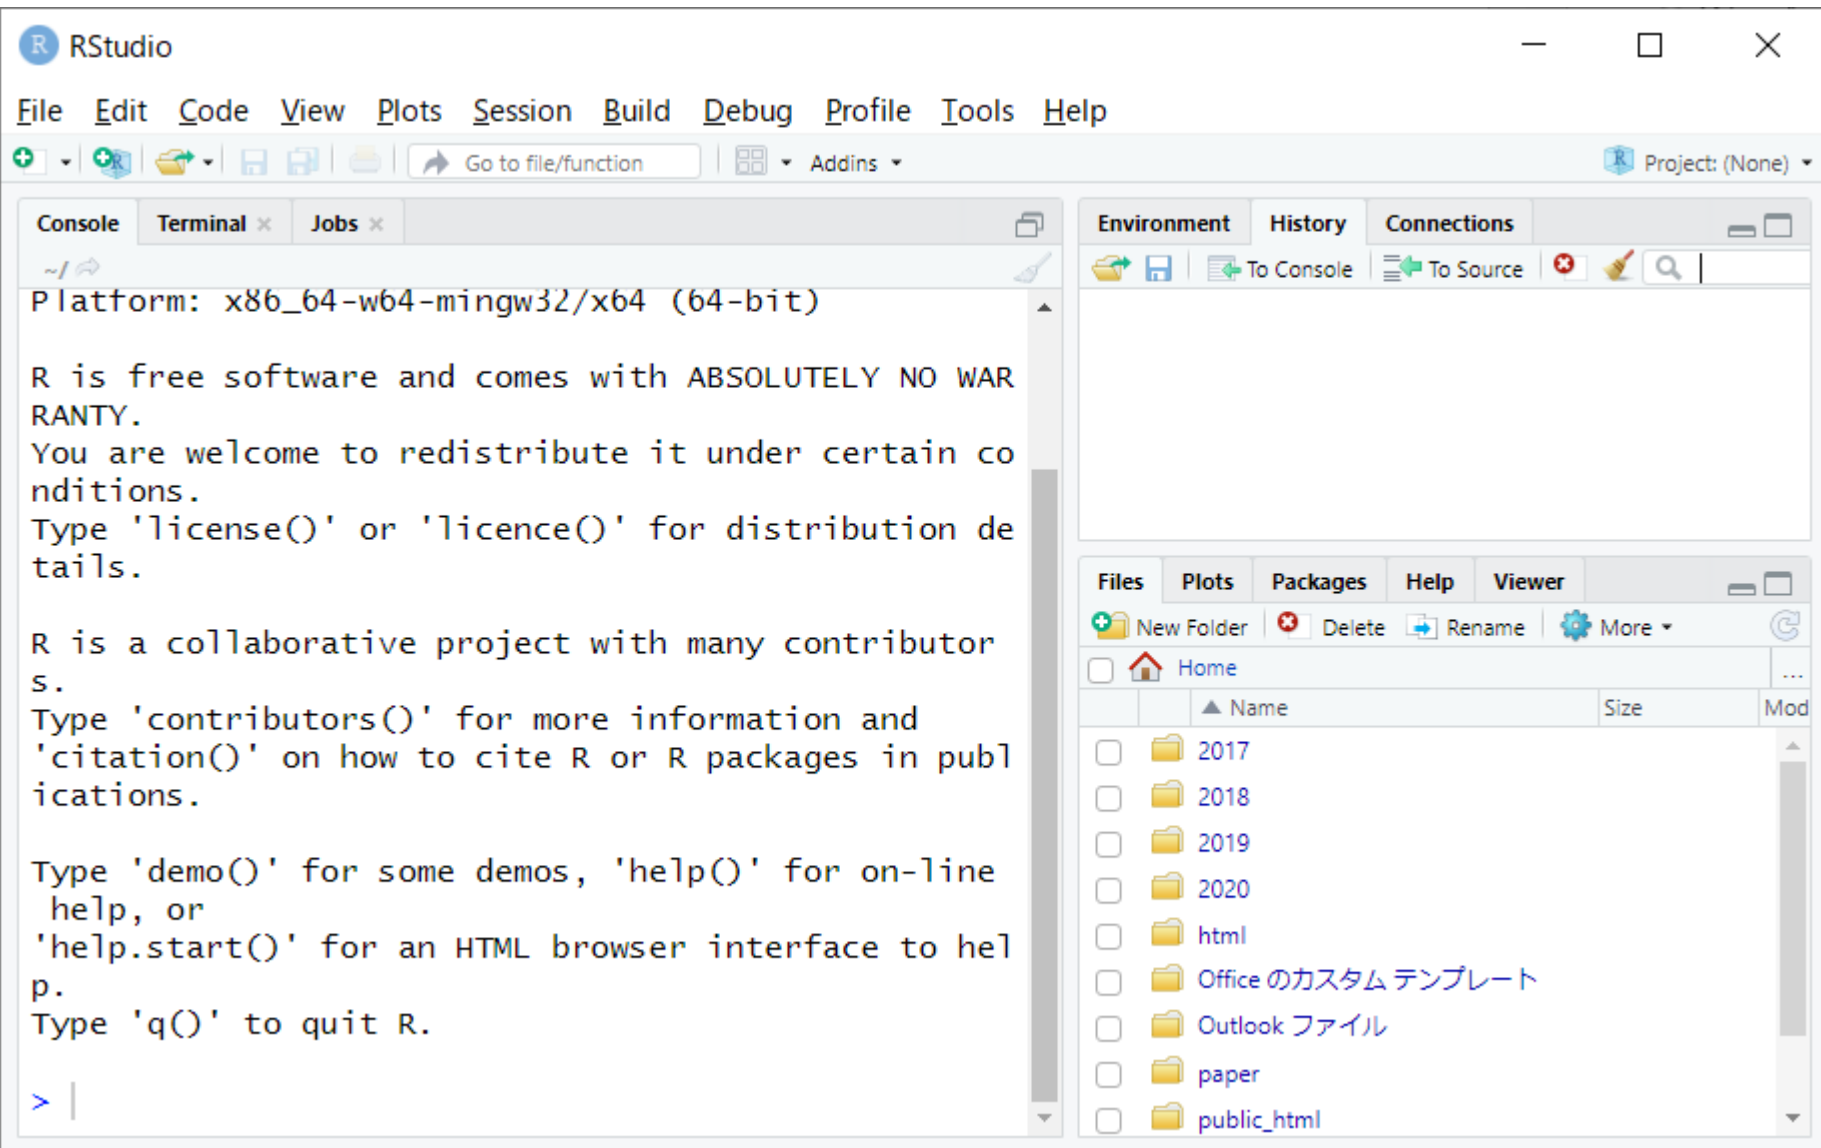 RStudio
File Edit Code View Plots Session Build Debug Profile Tools Help
Go to file/function Addins Project: (None)
Console Terminal Jobs
~/
Platform: x86_64-w64-mingw32/x64 (64-bit)
R is free software and comes with ABSOLUTELY NO WAR
RANTY.
You are welcome to redistribute it under certain co
nditions.
Type 'license()' or 'licence()' for distribution de
tails.
R is a collaborative project with many contributor
s.
Type 'contributors()' for more information and
'citation()' on how to cite R or R packages in publ
ications.
Type 'demo()' for some demos, 'help()' for on-line
help, or
'help.start()' for an HTML browser interface to hel
p.
Type 'q()' to quit R.
>
Environment History Connections
To Console To Source
Files Plots Packages Help Viewer
New Folder Delete Rename More
Home ...
Name Size Mod
2017
2018
2019
2020
html
Office のカスタム テンプレート
Outlook ファイル
paper
public_html